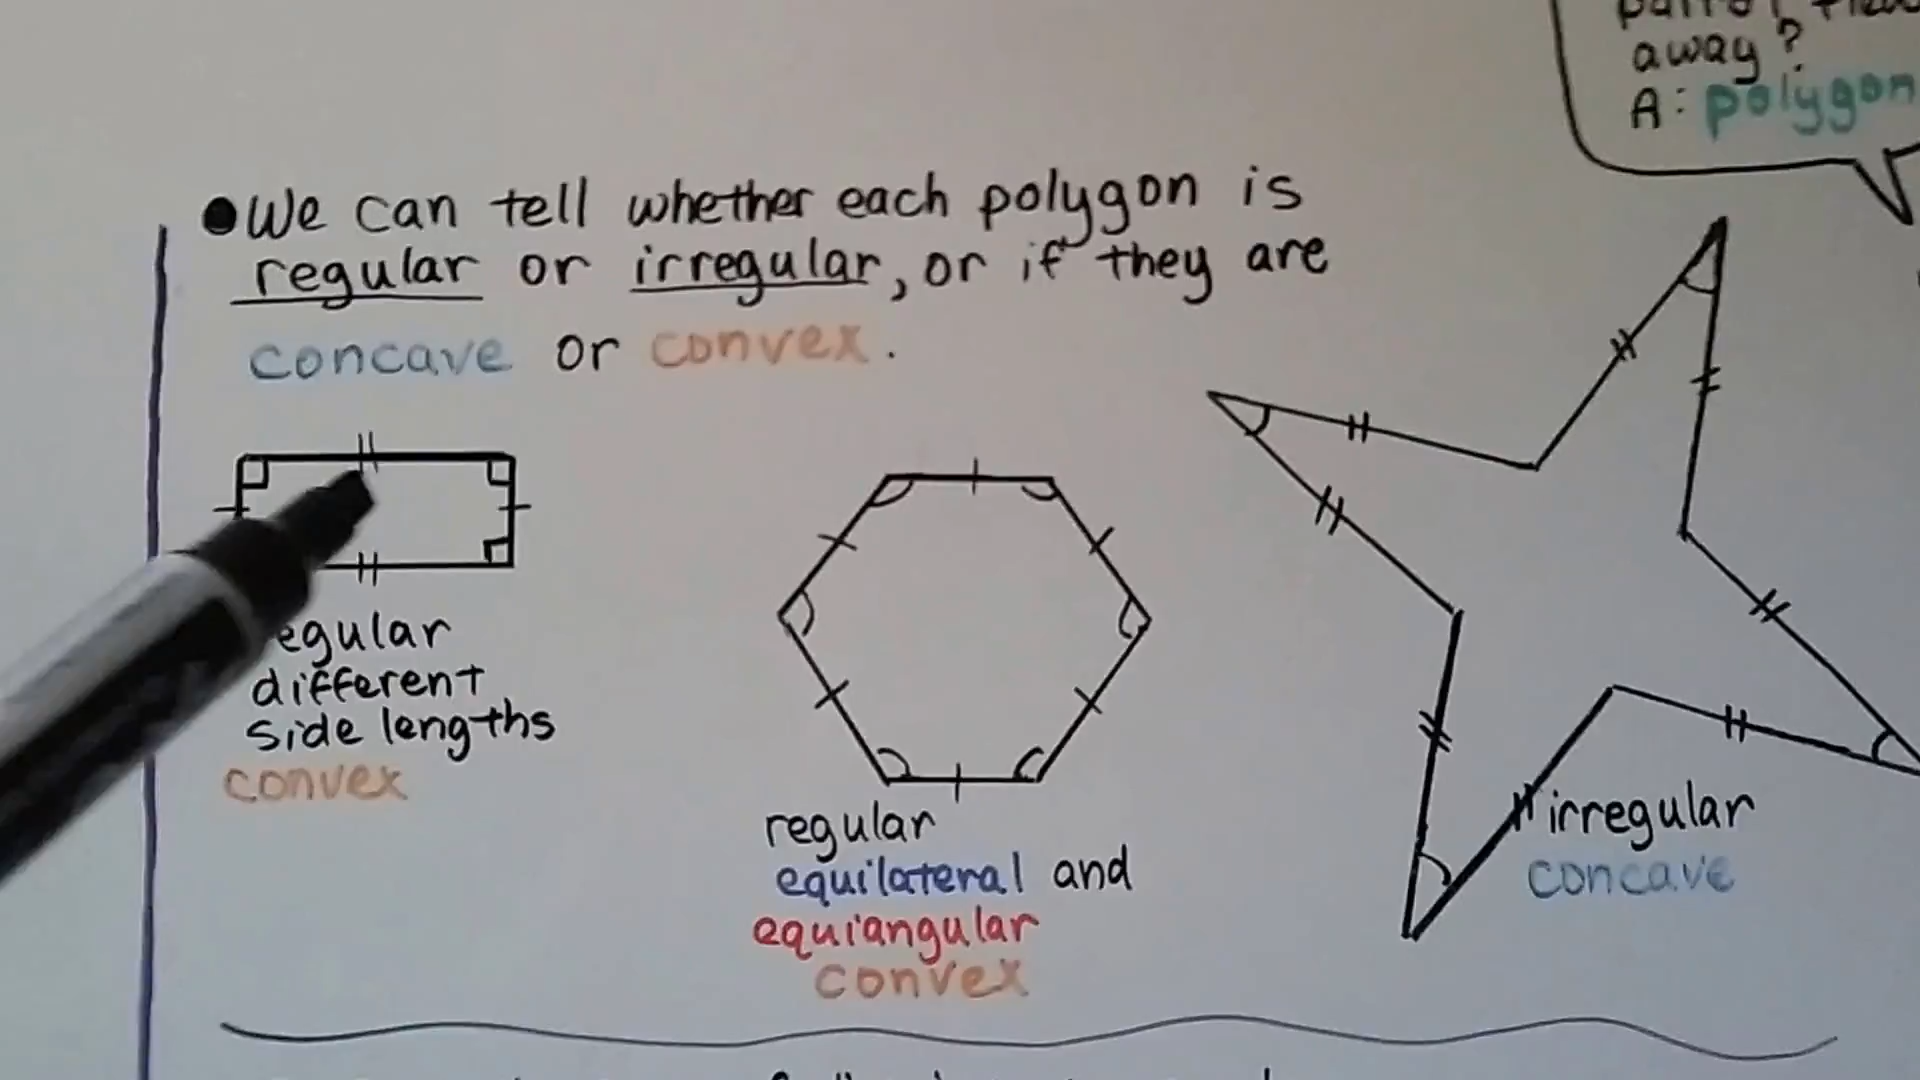 away?
A: polygon
●We can tell whether each polygon is
regular or irregular, or if they are
concave or convex.
egular
different
side lengths
convex
regular
equilateral and
equiangular
convex
irregular
concave